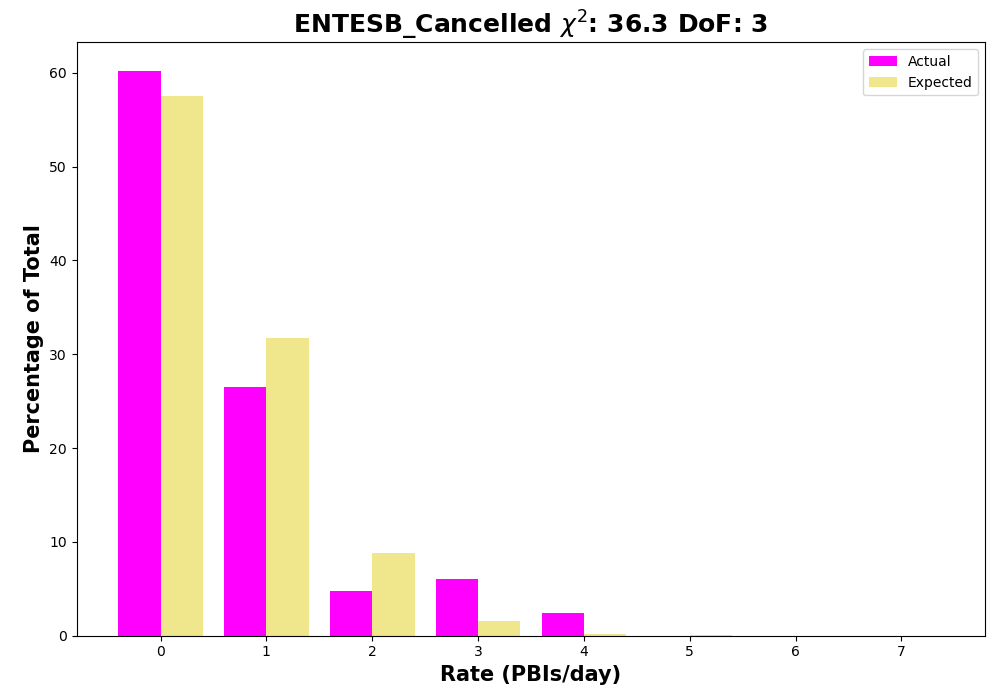 ENTESB_Cancelled χ²: 36.3 DoF: 3
Actual
Expected
60
50
40
30
20
10
0
Percentage of Total
0 1 2 3 4 5 6 7
Rate (PBIs/day)